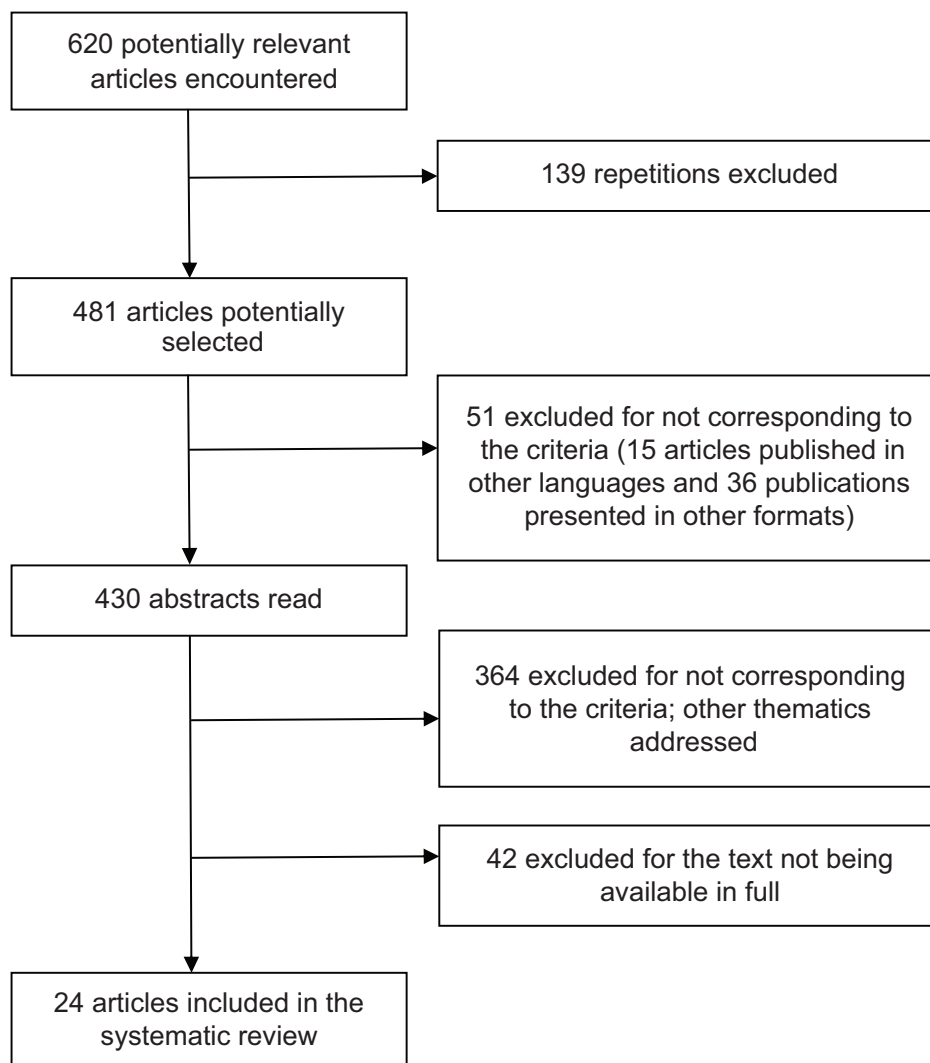 620 potentially relevant
articles encountered
139 repetitions excluded
481 articles potentially
selected
51 excluded for not corresponding to
the criteria (15 articles published in
other languages and 36 publications
presented in other formats)
430 abstracts read
364 excluded for not corresponding
to the criteria; other thematics
addressed
42 excluded for the text not being
available in full
24 articles included in the
systematic review